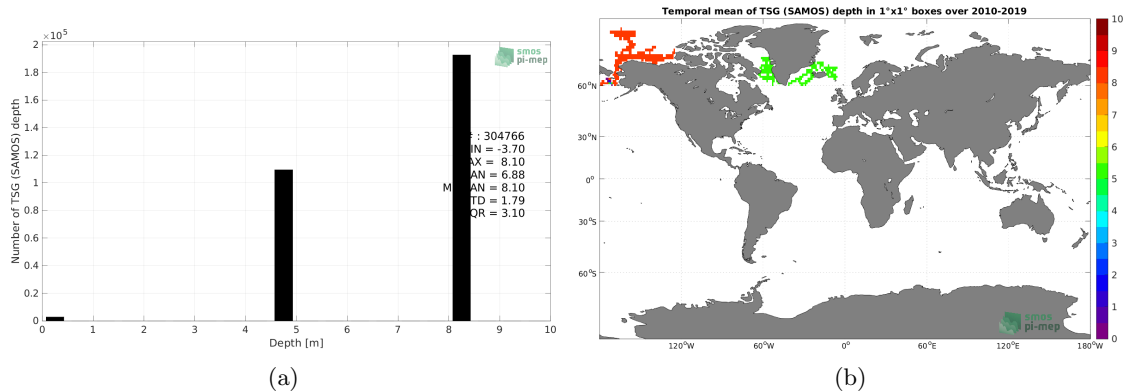 ×10⁵
2
1.8
1.6
1.4
1.2
1
0.8
0.6
0.4
0.2
0
Number of TSG (SAMOS) depth
smos
pi-mep
: 304766
IN = -3.70
AX = 8.10
AN = 6.88
M AN = 8.10
TD = 1.79
QR = 3.10
0 1 2 3 4 5 6 7 8 9 10
Depth [m]
(a)
Temporal mean of TSG (SAMOS) depth in 1°x1° boxes over 2010-2019
60°N
30°N
0°
30°S
60°S
120°W 60°W 0° 60°E 120°E 180°W
smos
pi-mep
10
9
8
7
6
5
4
3
2
1
0
(b)